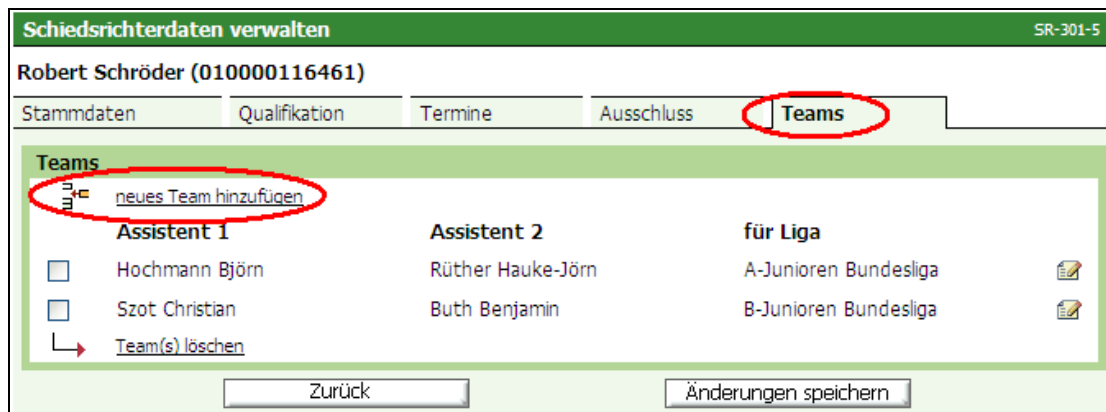 Schiedsrichterdaten verwalten SR-301-5
Robert Schröder (010000116461)
Stammdaten Qualifikation Termine Ausschluss Teams
Teams
neues Team hinzufügen
Assistent 1 Assistent 2 für Liga
Hochmann Björn Rüther Hauke-Jörn A-Junioren Bundesliga
Szot Christian Buth Benjamin B-Junioren Bundesliga
Team(s) löschen
Zurück Änderungen speichern